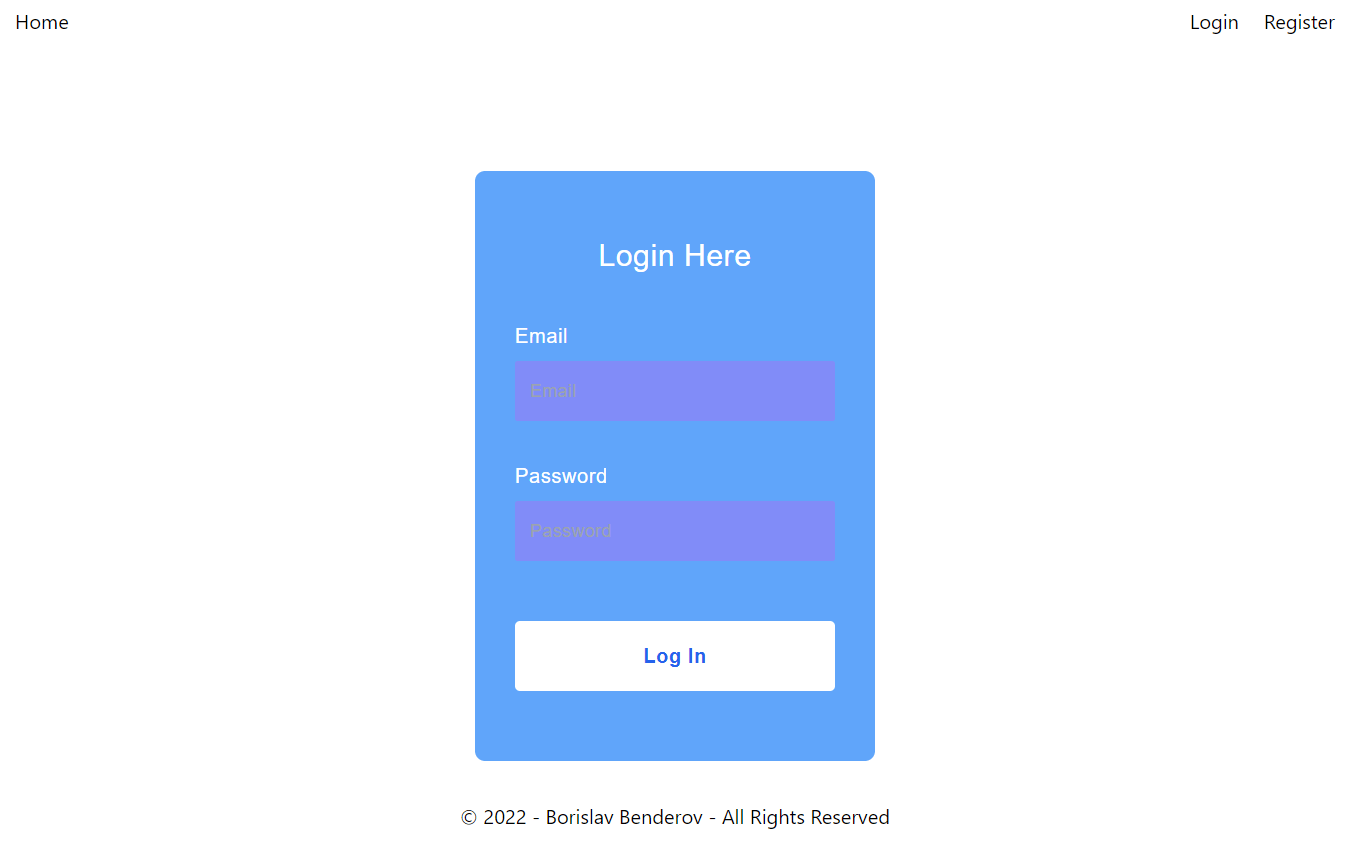 Home Login Register
Login Here
Email
Email
Password
Password
Log In
© 2022 - Borislav Benderov - All Rights Reserved